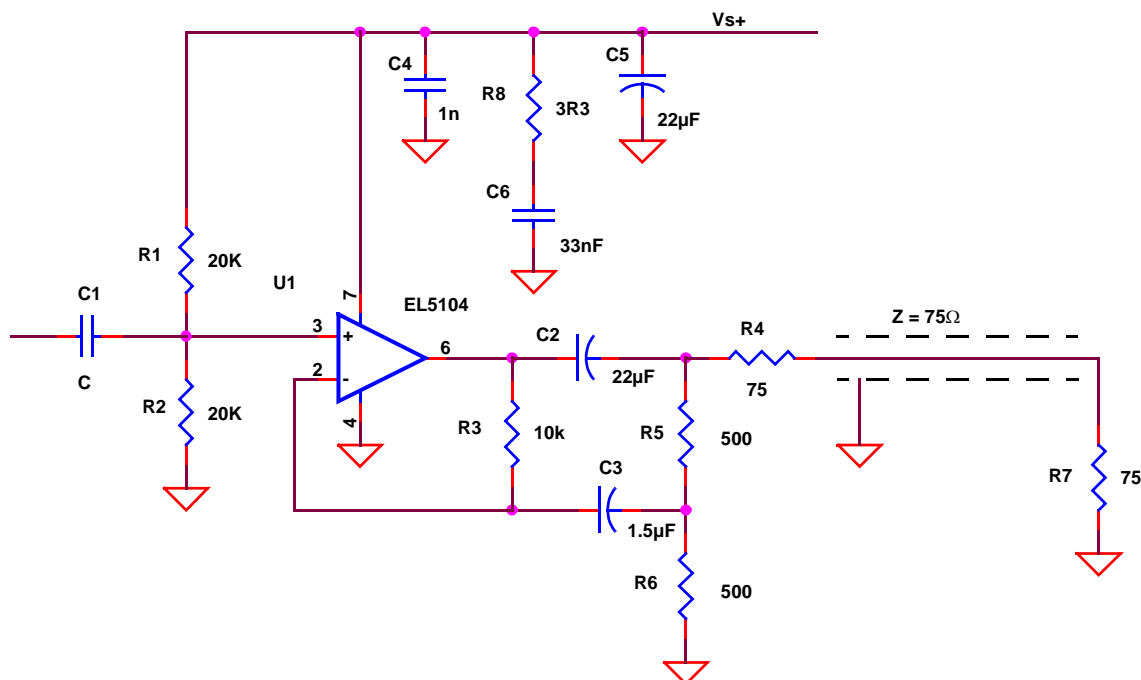 Vs+
C4
1n
R8
3R3
C5
22µF
C6
33nF
R1
20K
U1
7
EL5104
C1
C
3
+
2
-
6
4
R2
20K
C2
22µF
R4
75
Z = 75Ω
R3
10k
R5
500
C3
1.5µF
R7
75
R6
500